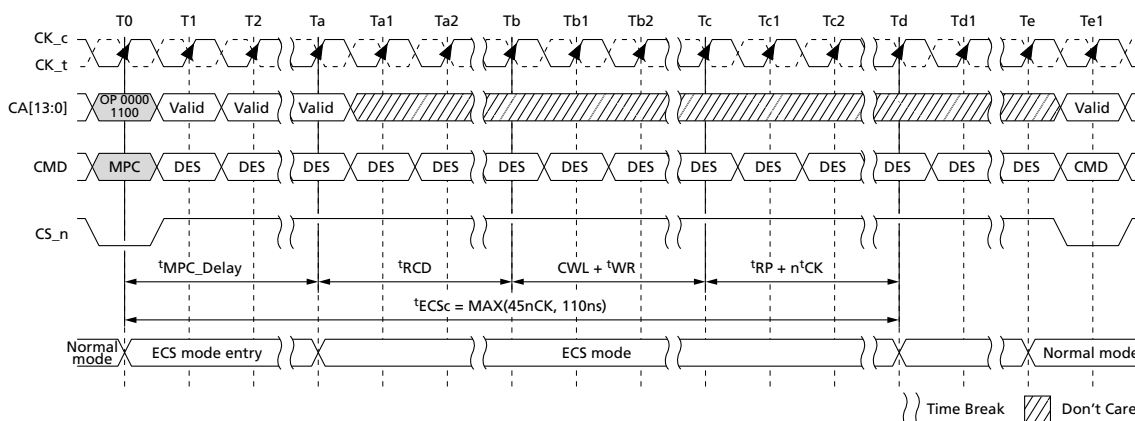 T0 T1 T2 Ta Ta1 Ta2 Tb Tb1 Tb2 Tc Tc1 Tc2 Td Td1 Te Te1
CK_c
CK_t
CA[13:0] OP 0000 1100 Valid Valid Valid Valid
CMD MPC DES DES DES DES DES DES DES DES DES DES DES DES DES DES CMD
CS_n
tMPC_Delay tRCD CWL + tWR tRP + ntCK
tECSc = MAX(45nCK, 110ns)
Normal mode ECS mode entry ECS mode Normal mode
Time Break Don't Care